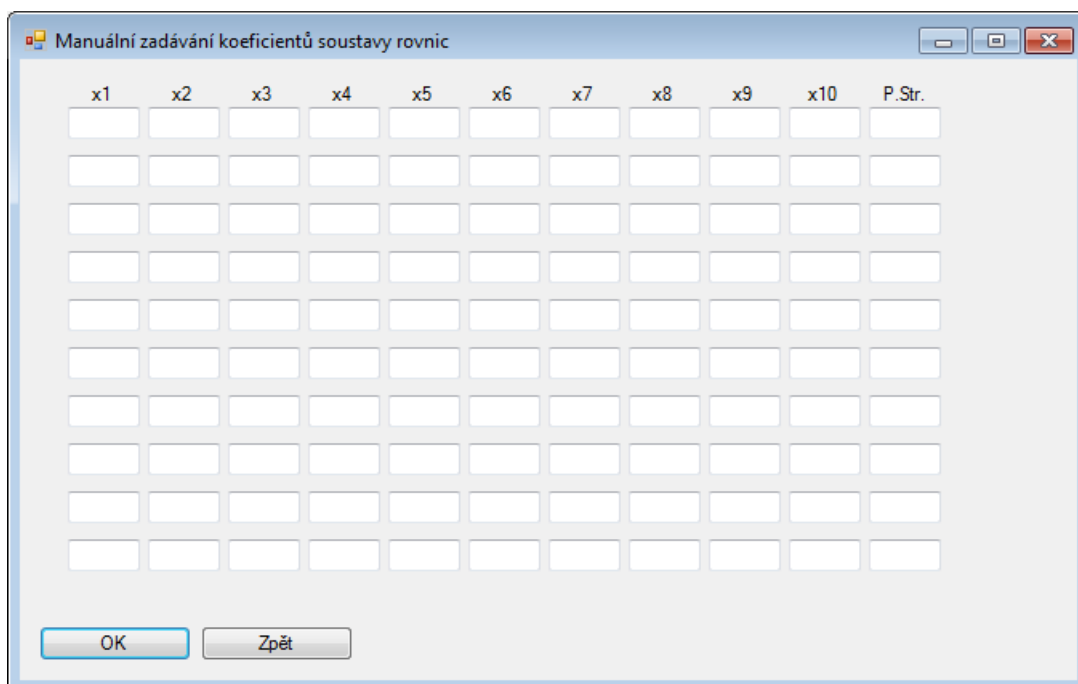 Manuální zadávání koeficientů soustavy rovnic
x1 x2 x3 x4 x5 x6 x7 x8 x9 x10 P.Str.
OK Zpět